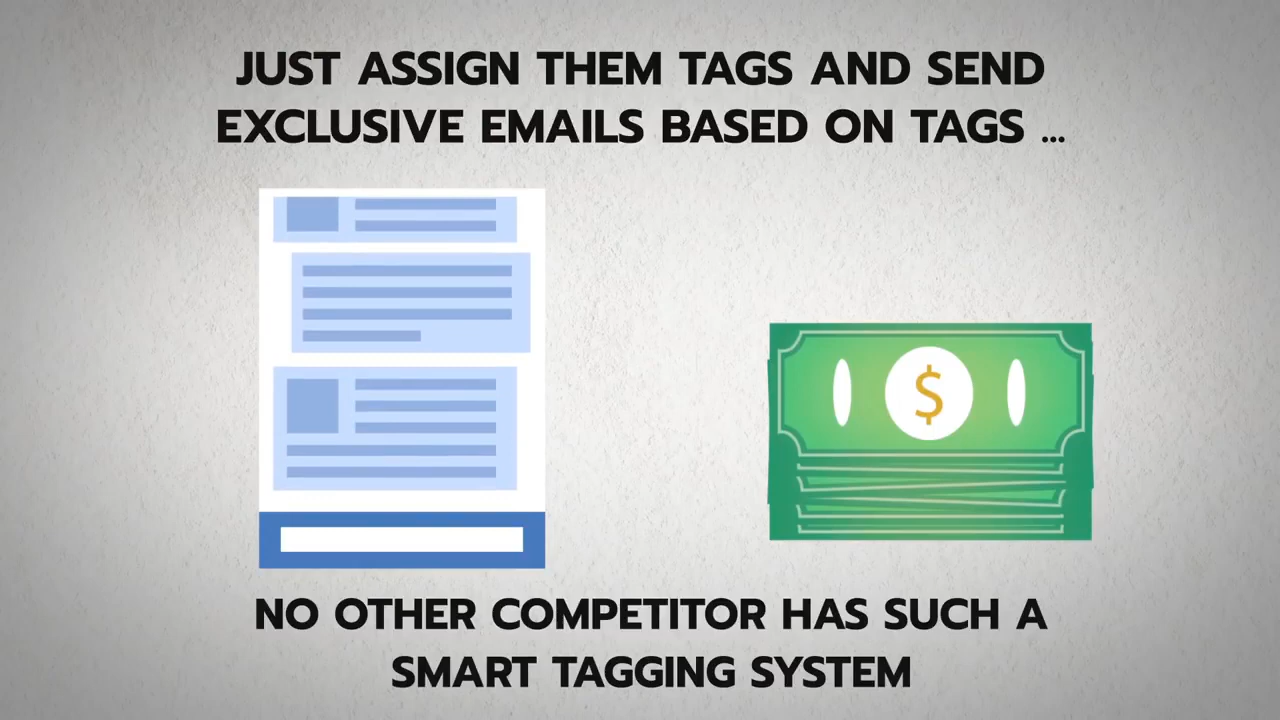 JUST ASSIGN THEM TAGS AND SEND
EXCLUSIVE EMAILS BASED ON TAGS ...
$
NO OTHER COMPETITOR HAS SUCH A
SMART TAGGING SYSTEM